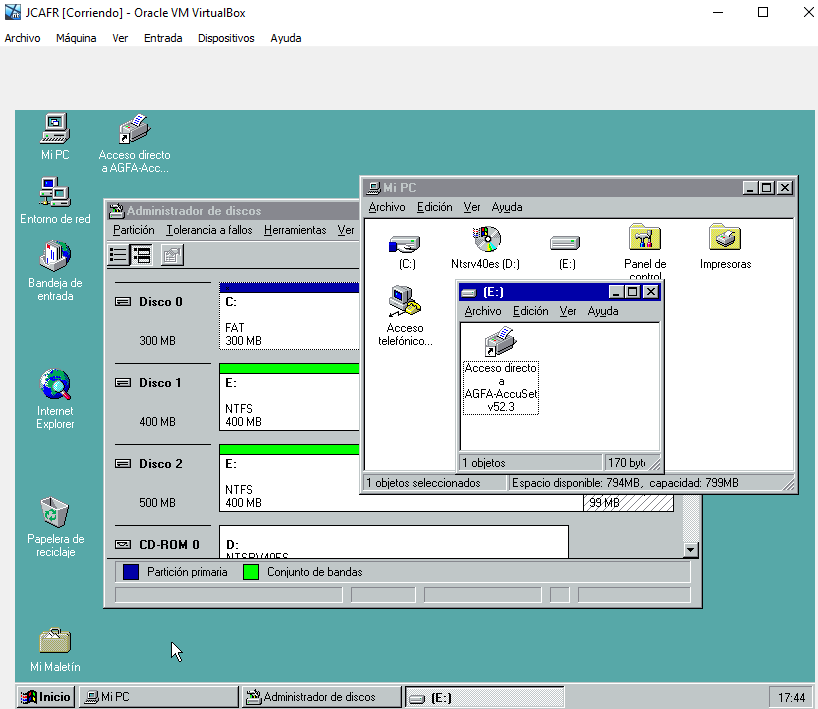 JCAFR [Corriendo] - Oracle VM VirtualBox
Archivo Máquina Ver Entrada Dispositivos Ayuda
Mi PC
Acceso directo
a AGFA-Acc...
Entorno de red
Bandeja de
entrada
Internet
Explorer
Papelera de
reciclaje
Mi Maletín
Administrador de discos
Partición Tolerancia a fallos Herramientas Ver
Disco 0
300 MB
C:
FAT
300 MB
Disco 1
400 MB
E:
NTFS
400 MB
Disco 2
500 MB
E:
NTFS
400 MB
99 MB
CD-ROM 0
D:
NTSRV40ES
Partición primaria
Conjunto de bandas
Mi PC
Archivo Edición Ver Ayuda
(C:)
Ntsrv40es (D:)
(E:)
Panel de
control
Impresoras
Acceso
telefónico...
1 objetos seleccionados
Espacio disponible: 794MB, capacidad: 799MB
(E:)
Archivo Edición Ver Ayuda
Acceso directo
a
AGFA-AccuSet
v52.3
1 objetos
170 byt
Inicio
Mi PC
Administrador de discos
(E:)
17:44